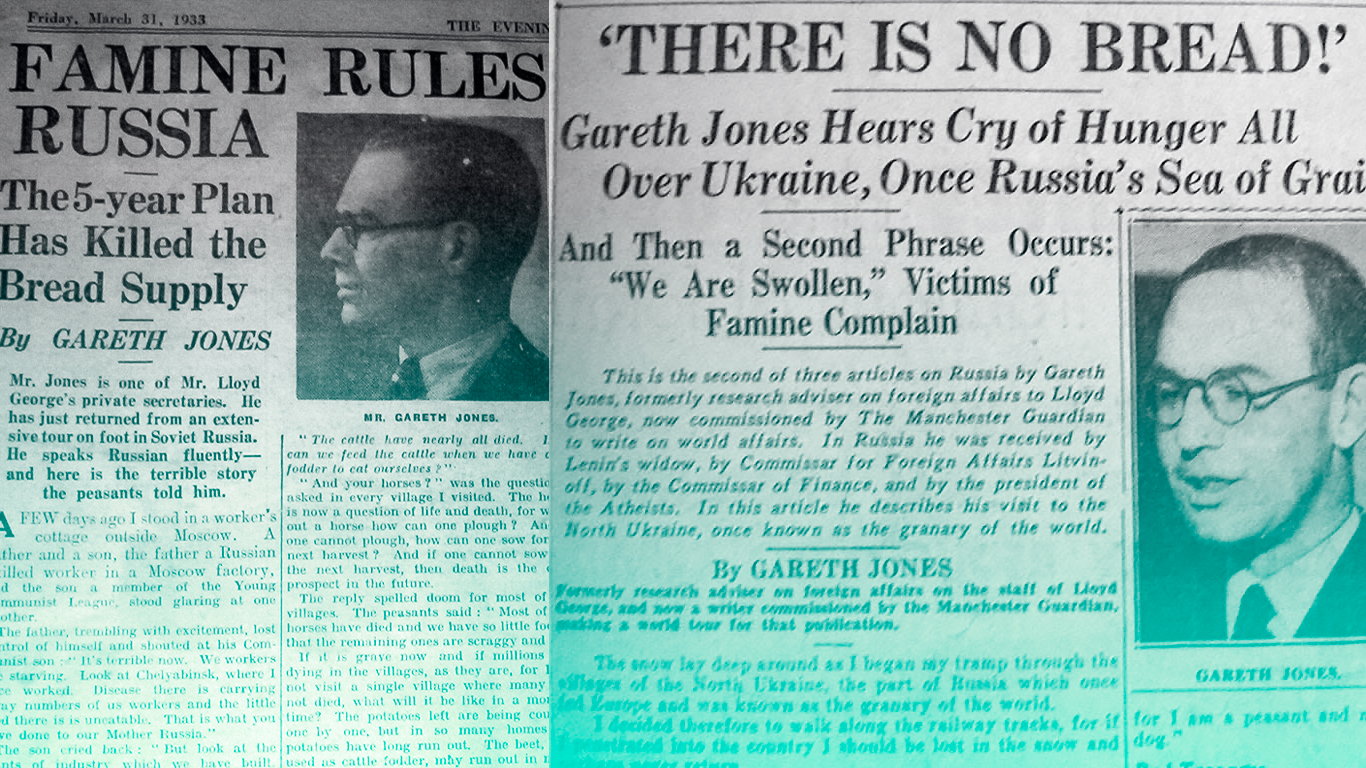 Friday, March 31, 1933
THE EVENIN
FAMINE RULES
RUSSIA
The 5-year Plan
Has Killed the
Bread Supply
By GARETH JONES
Mr. Jones is one of Mr. Lloyd
George's private secretaries. He
has just returned from an exten-
sive tour on foot in Soviet Russia.
He speaks Russian fluently—
and here is the terrible story
the peasants told him.
A FEW days ago I stood in a worker's
cottage outside Moscow. A
ther and a son, the father a Russian
illed worker in a Moscow factory,
d the son a member of the Young
mmunist League, stood glaring at one
other.
The father, trembling with excitement, lost
ntrol of himself and shouted at his Com-
nist son :—" It's terrible now. We workers
e starving. Look at Chelyabinsk, where I
ce worked. Disease there is carrying
ay numbers of us workers and the little
d there is is uneatable. That is what you
ve done to our Mother Russia."
The son cried back: " But look at the
nts of industry which we have built.
MR. GARETH JONES.
" The cattle have nearly all died. I
can we feed the cattle when we have o
fodder to eat ourselves ? "
" And your horses ? " was the questio
asked in every village I visited. The ho
is now a question of life and death, for w
out a horse how can one plough ? An
one cannot plough, how can one sow for
next harvest ? And if one cannot sow
the next harvest, then death is the
prospect in the future.
The reply spelled doom for most of
villages. The peasants said : " Most of
horses have died and we have so little fo
that the remaining ones are scraggy and
If it is grave now and if millions
dying in the villages, as they are, for I
not visit a single village where many
not died, what will it be like in a mo
time? The potatoes left are being cou
one by one, but in so many homes
potatoes have long run out. The beet,
used as cattle fodder, may run out in m
'THERE IS NO BREAD!'
Gareth Jones Hears Cry of Hunger All
Over Ukraine, Once Russia's Sea of Grai
And Then a Second Phrase Occurs:
"We Are Swollen," Victims of
Famine Complain
This is the second of three articles on Russia by Gareth
Jones, formerly research adviser on foreign affairs to Lloyd
George, now commissioned by The Manchester Guardian
to write on world affairs. In Russia he was received by
Lenin's widow, by Commissar for Foreign Affairs Litvin-
off, by the Commissar of Finance, and by the president of
the Atheists. In this article he describes his visit to the
North Ukraine, once known as the granary of the world.
By GARETH JONES
Formerly research adviser on foreign affairs on the staff of Lloyd
George, and now a writer commissioned by the Manchester Guardian,
making a world tour for that publication.
The snow lay deep around as I began my tramp through the
villages of the North Ukraine, the part of Russia which once
fed Europe and was known as the granary of the world.
I decided therefore to walk along the railway tracks, for if
I penetrated into the country I should be lost in the snow and
never return.
GARETH JONES.
for I am a peasant and
dog."